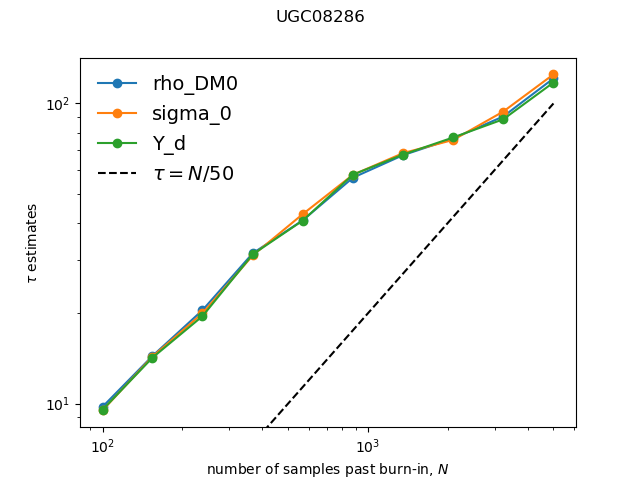 UGC08286
rho_DM0
sigma_0
Y_d
τ = N/50
10²
10¹
τ estimates
10² 10³
number of samples past burn-in, N